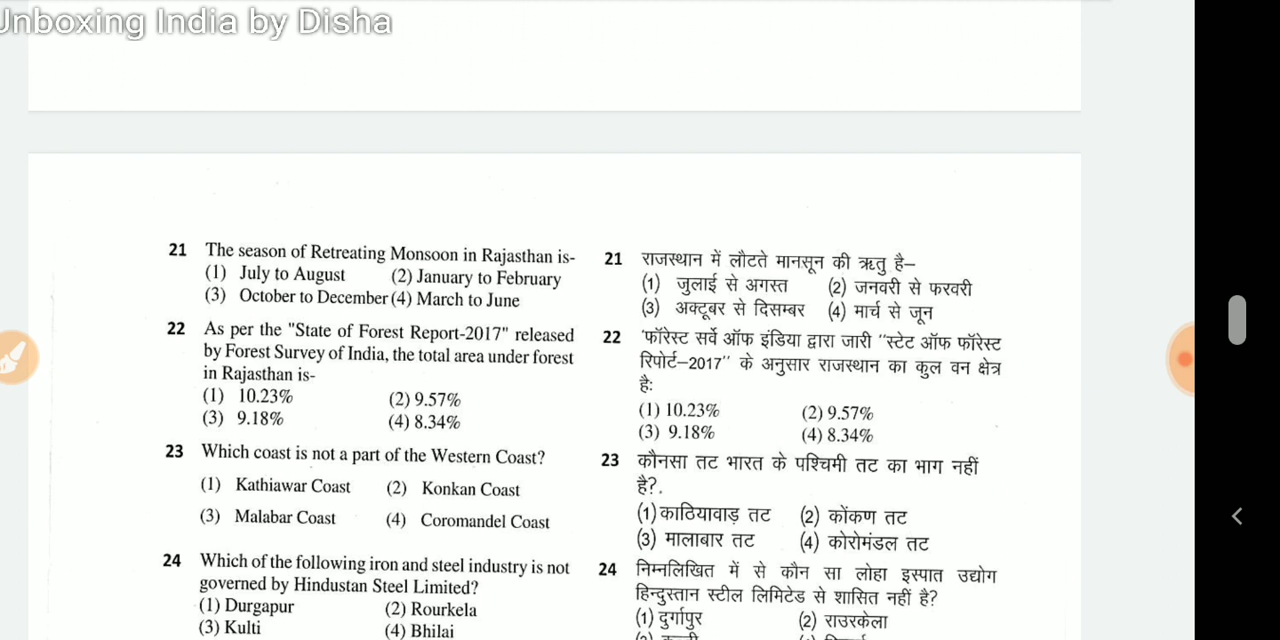 Unboxing India by Disha
21 The season of Retreating Monsoon in Rajasthan is-
(1) July to August (2) January to February
(3) October to December (4) March to June
22 As per the "State of Forest Report-2017" released
by Forest Survey of India, the total area under forest
in Rajasthan is-
(1) 10.23% (2) 9.57%
(3) 9.18% (4) 8.34%
23 Which coast is not a part of the Western Coast?
(1) Kathiawar Coast (2) Konkan Coast
(3) Malabar Coast (4) Coromandel Coast
24 Which of the following iron and steel industry is not
governed by Hindustan Steel Limited?
(1) Durgapur (2) Rourkela
(3) Kulti (4) Bhilai
21 राजस्थान में लौटते मानसून की ऋतु है–
(1) जुलाई से अगस्त (2) जनवरी से फरवरी
(3) अक्टूबर से दिसम्बर (4) मार्च से जून
22 'फॉरेस्ट सर्वे ऑफ इंडिया द्वारा जारी "स्टेट ऑफ फॉरेस्ट
रिपोर्ट–2017" के अनुसार राजस्थान का कुल वन क्षेत्र
है:
(1) 10.23% (2) 9.57%
(3) 9.18% (4) 8.34%
23 कौनसा तट भारत के पश्चिमी तट का भाग नहीं
है?.
(1) काठियावाड़ तट (2) कोंकण तट
(3) मालाबार तट (4) कोरोमंडल तट
24 निम्नलिखित में से कौन सा लोहा इस्पात उद्योग
हिन्दुस्तान स्टील लिमिटेड से शासित नहीं है?
(1) दुर्गापुर (2) राउरकेला